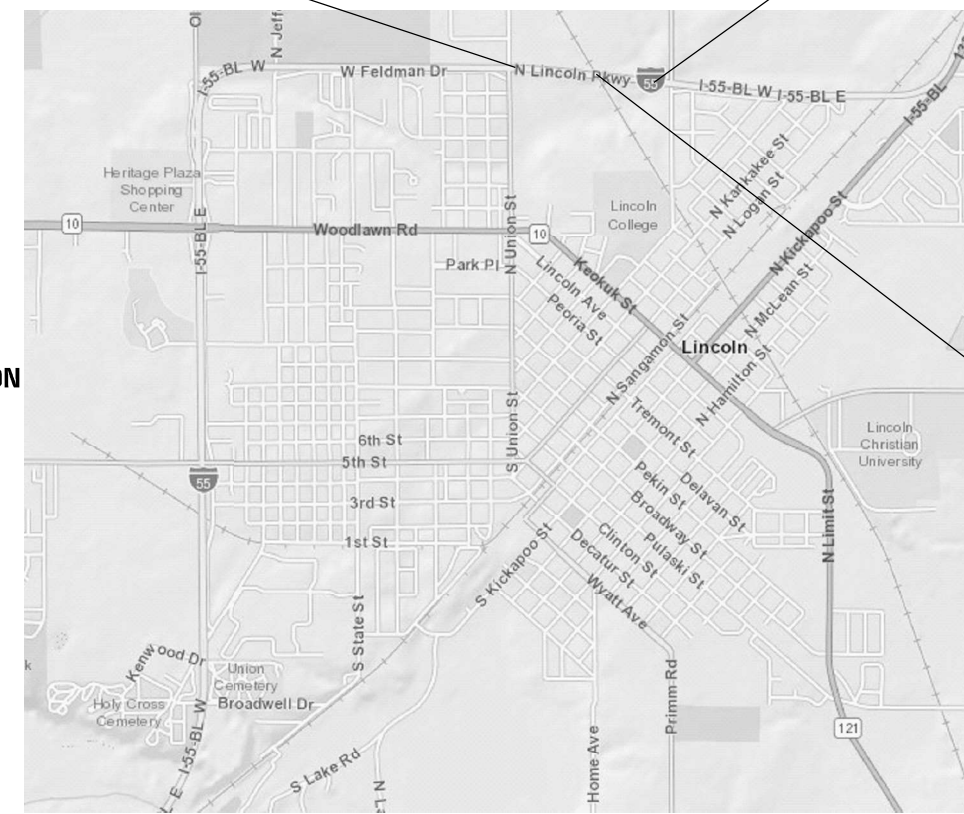 I-55-BL W
W Feldman Dr
N Lincoln Pkwy
55
I-55-BL W
I-55-BL E
I-55-BL
Heritage Plaza
Shopping
Center
10
I-55-BL E
Woodlawn Rd
N Union St
10
Lincoln
College
N Kankakee St
N Logan St
N Kickapoo St
Park Pl
Lincoln Ave
Keokuk St
Peoria St
N McLean St
N Sangamon St
Lincoln
N Hamilton St
ON
6th St
5th St
S Union St
Tremont St
Lincoln
Christian
University
55
3rd St
Pekin St
Delavan St
Broadway St
1st St
S Kickapoo St
Clinton St
Pulaski St
Decatur St
N Limit St
Wyatt Ave
S State St
Kenwood Dr
Union
Cemetery
Broadwell Dr
Holy Cross
Cemetery
I-55-BL W
Primm Rd
121
S Lake Rd
Home Ave